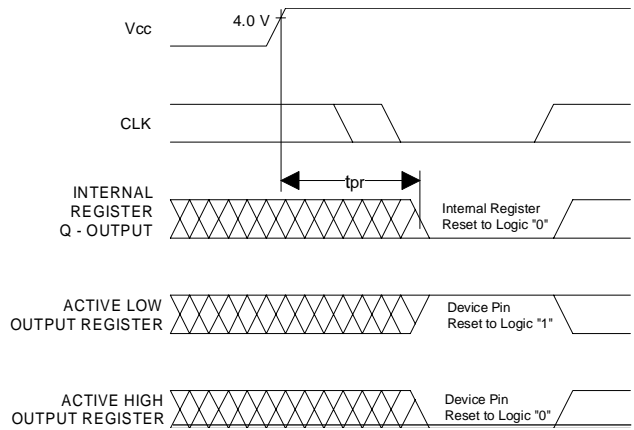 Vcc
4.0 V
CLK
tpr
INTERNAL
REGISTER
Q - OUTPUT
Internal Register
Reset to Logic "0"
ACTIVE LOW
OUTPUT REGISTER
Device Pin
Reset to Logic "1"
ACTIVE HIGH
OUTPUT REGISTER
Device Pin
Reset to Logic "0"